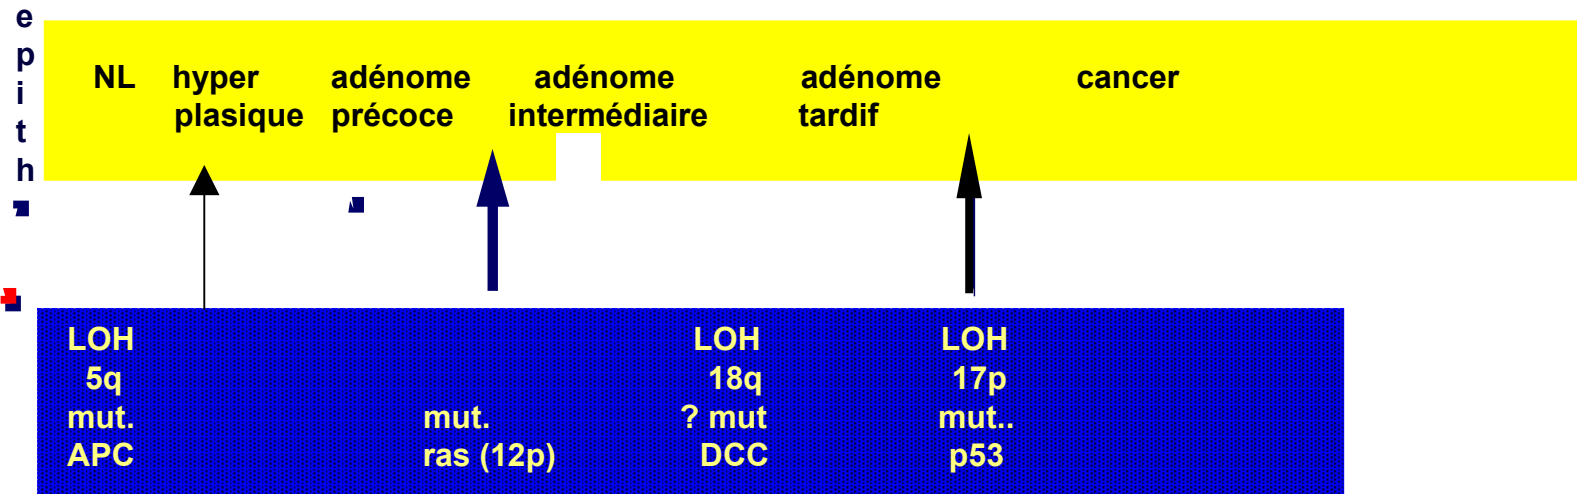 epith
NL hyper adénome adénome adénome cancer
plasique précoce intermédiaire tardif
LOH LOH LOH
5q 18q 17p
mut. mut. ? mut mut..
APC ras (12p) DCC p53